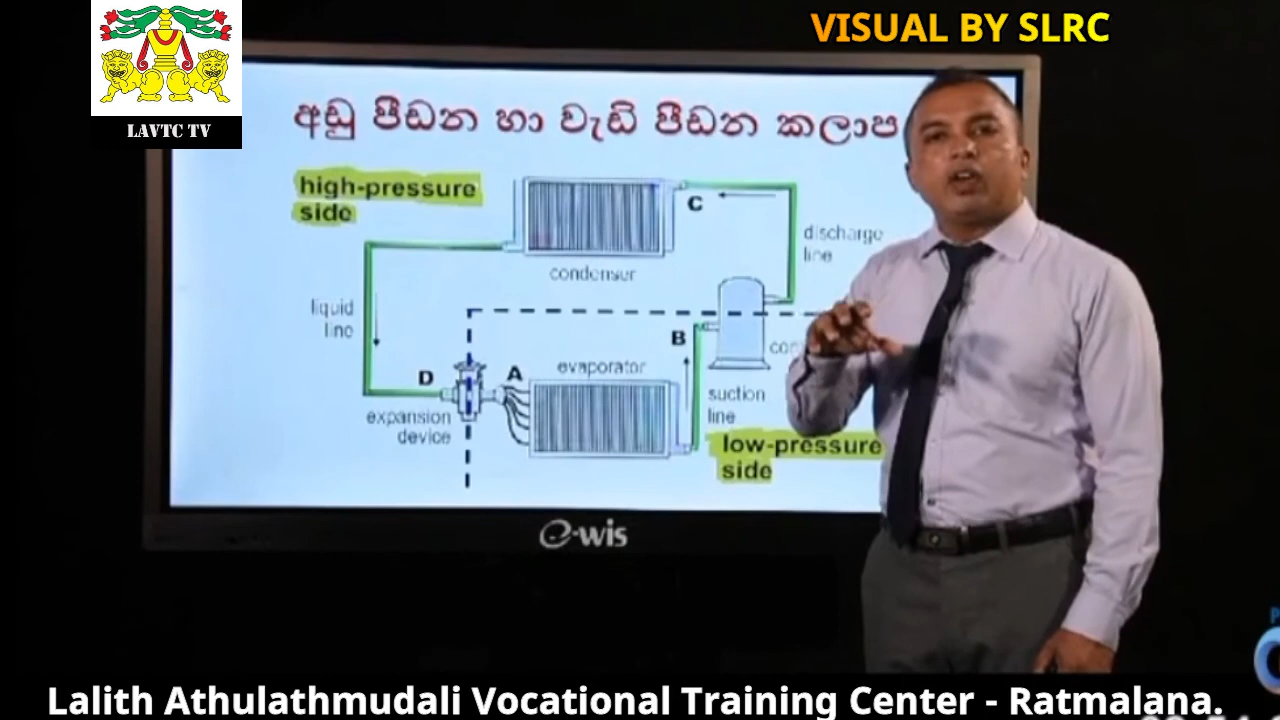 VISUAL BY SLRC
LAVTC TV
අඩු පීඩන හා වැඩි පීඩන කලාප
high-pressure
side
C
discharge
line
condenser
liquid
line
B
evaporator
D
A
suction
line
expansion
device
low-pressure
side
e-wis
Lalith Athulathmudali Vocational Training Center - Ratmalana.